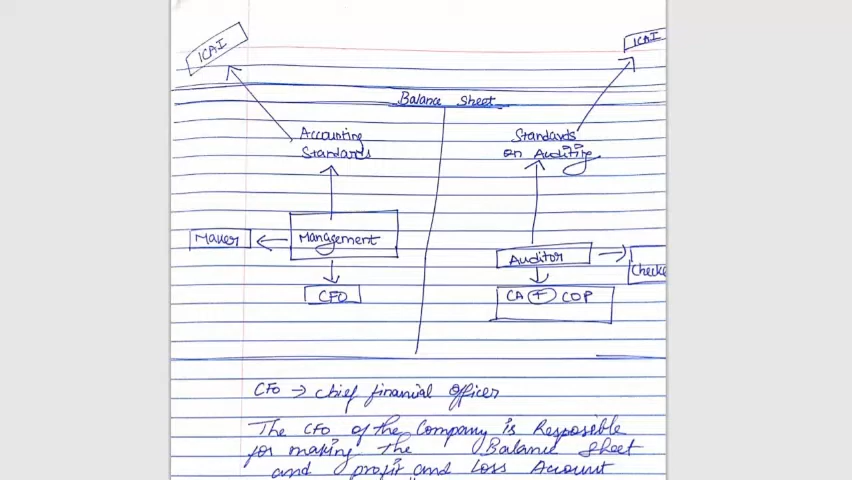 ICAI
ICAI
Balance Sheet
Accounting
Standards
Standards
on Auditing
Maker
Management
Auditor
Checke
CFO
CA + COP
CFO → Chief financial officer
The CFO of the Company is Resposible
for making the Balance Sheet
and profit and Loss Account